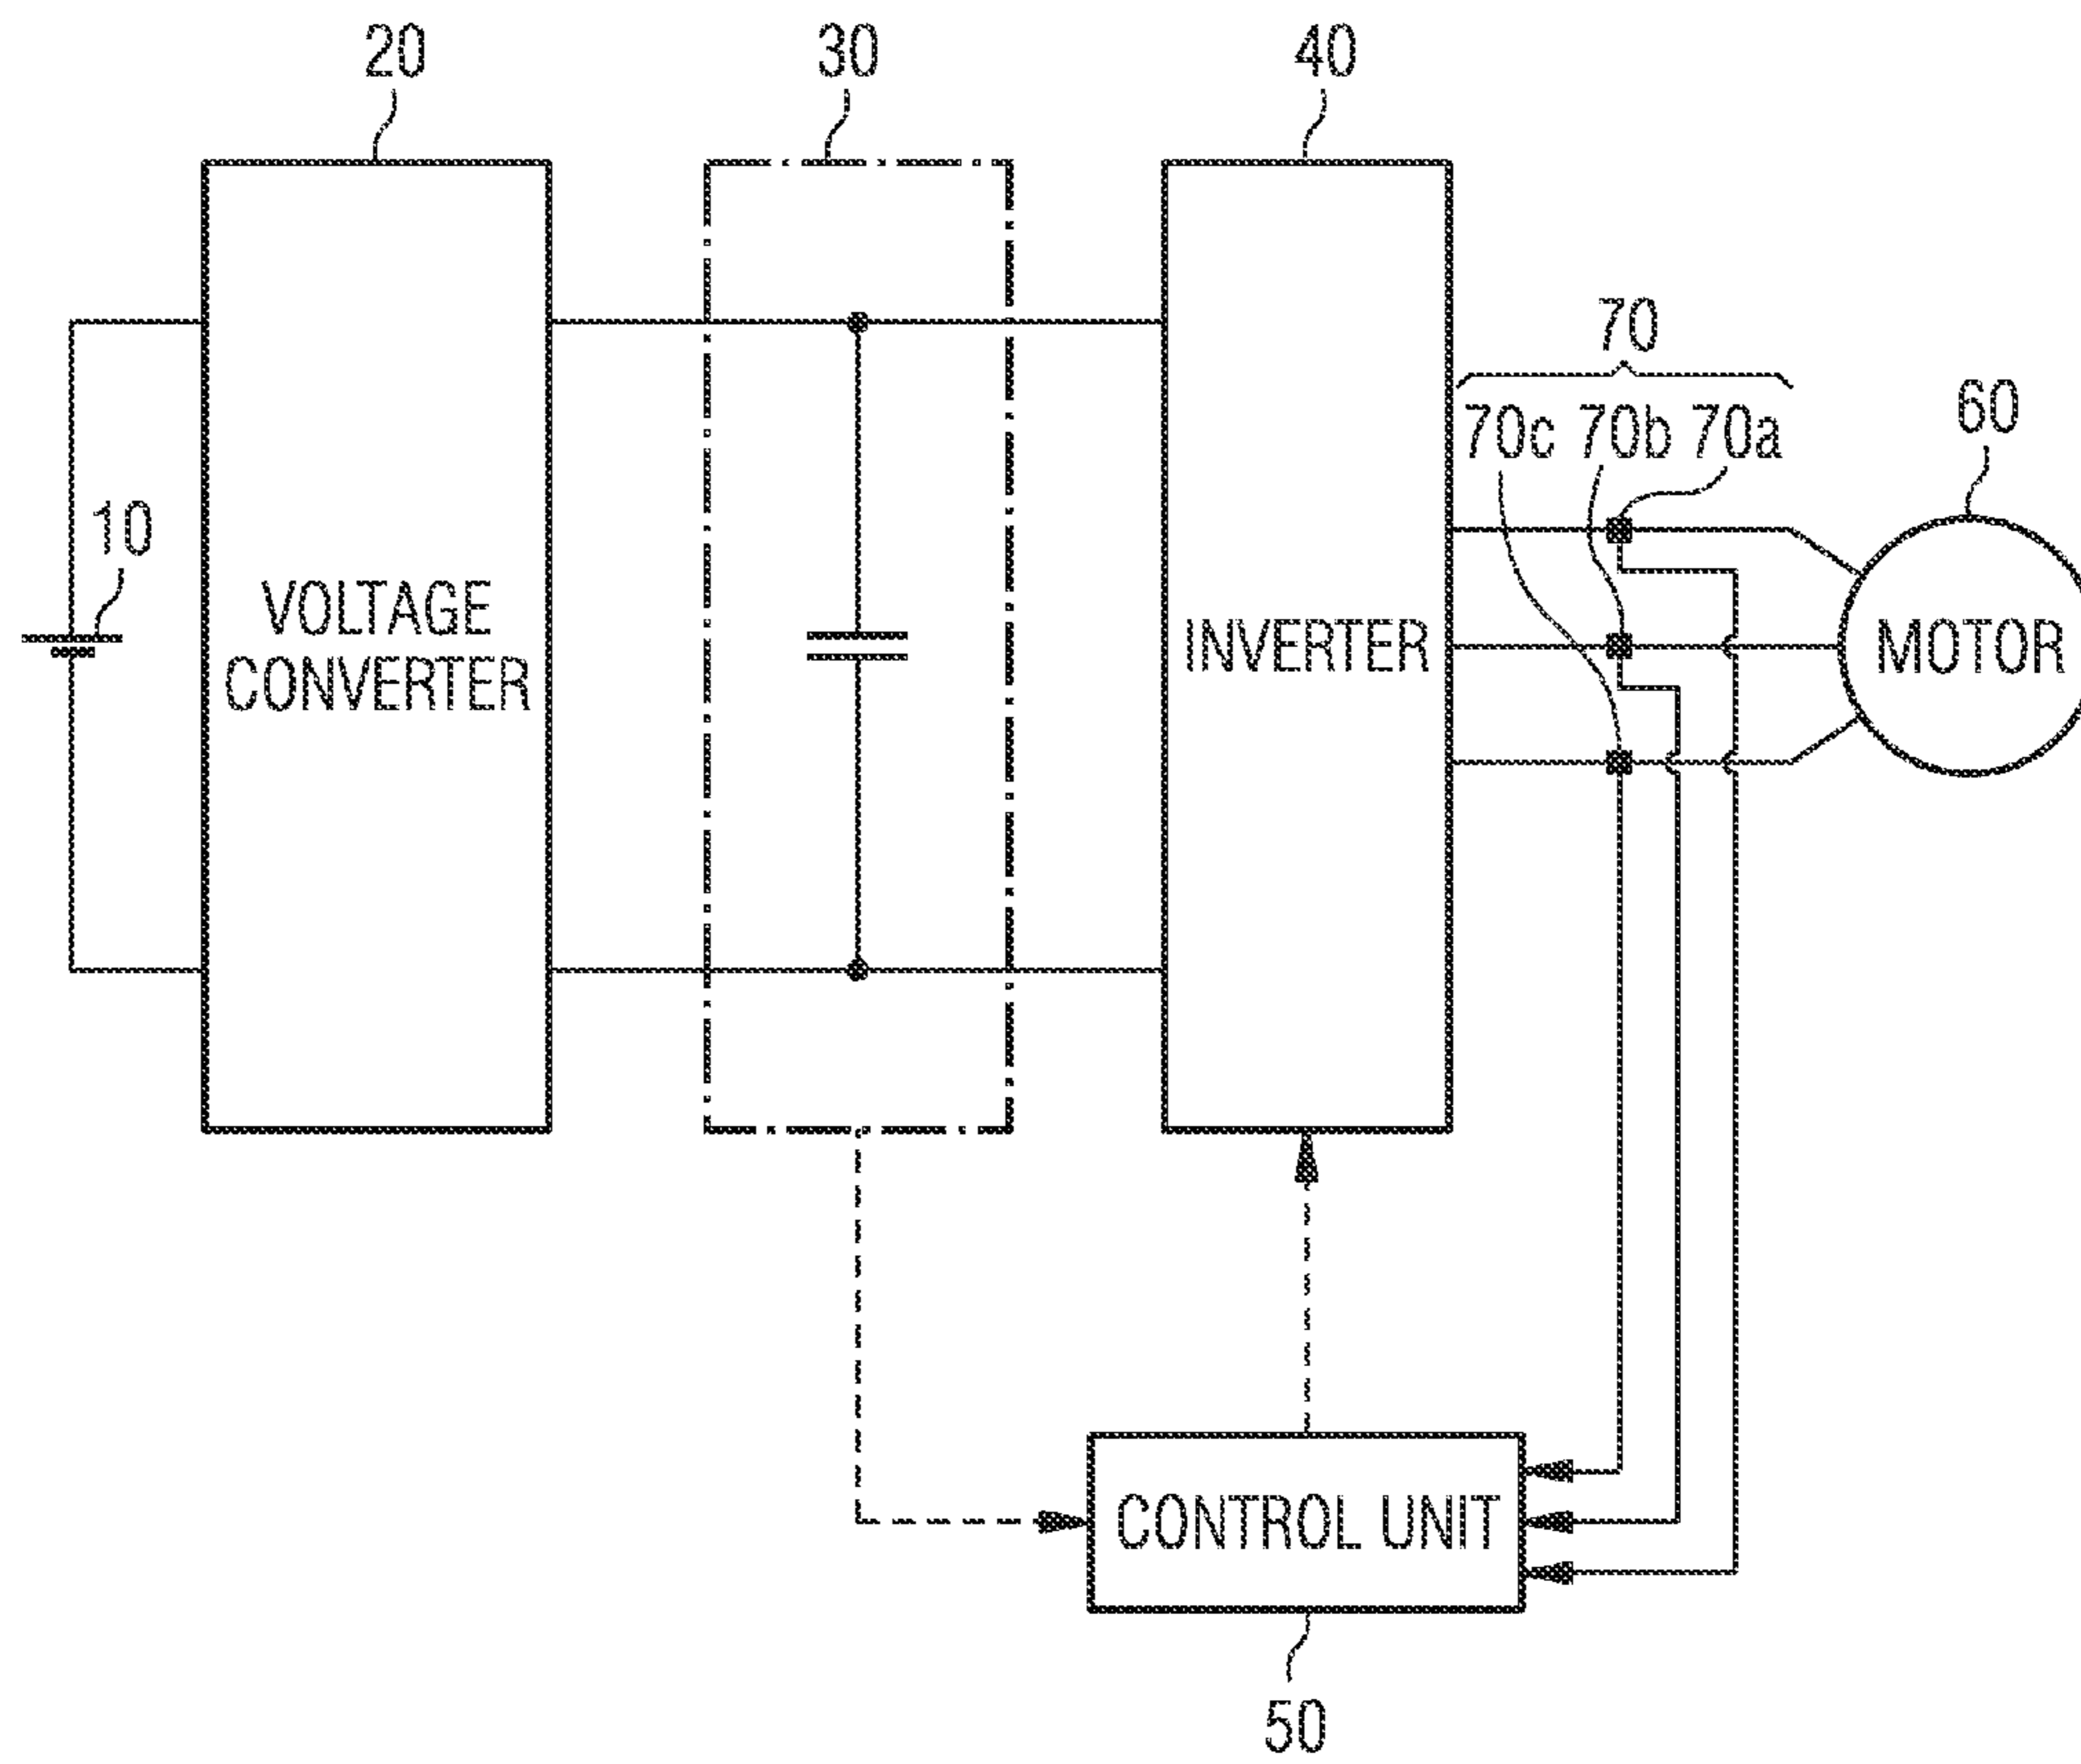 20
30
40
70
70c 70b 70a
60
10
VOLTAGE
CONVERTER
INVERTER
MOTOR
CONTROL UNIT
50